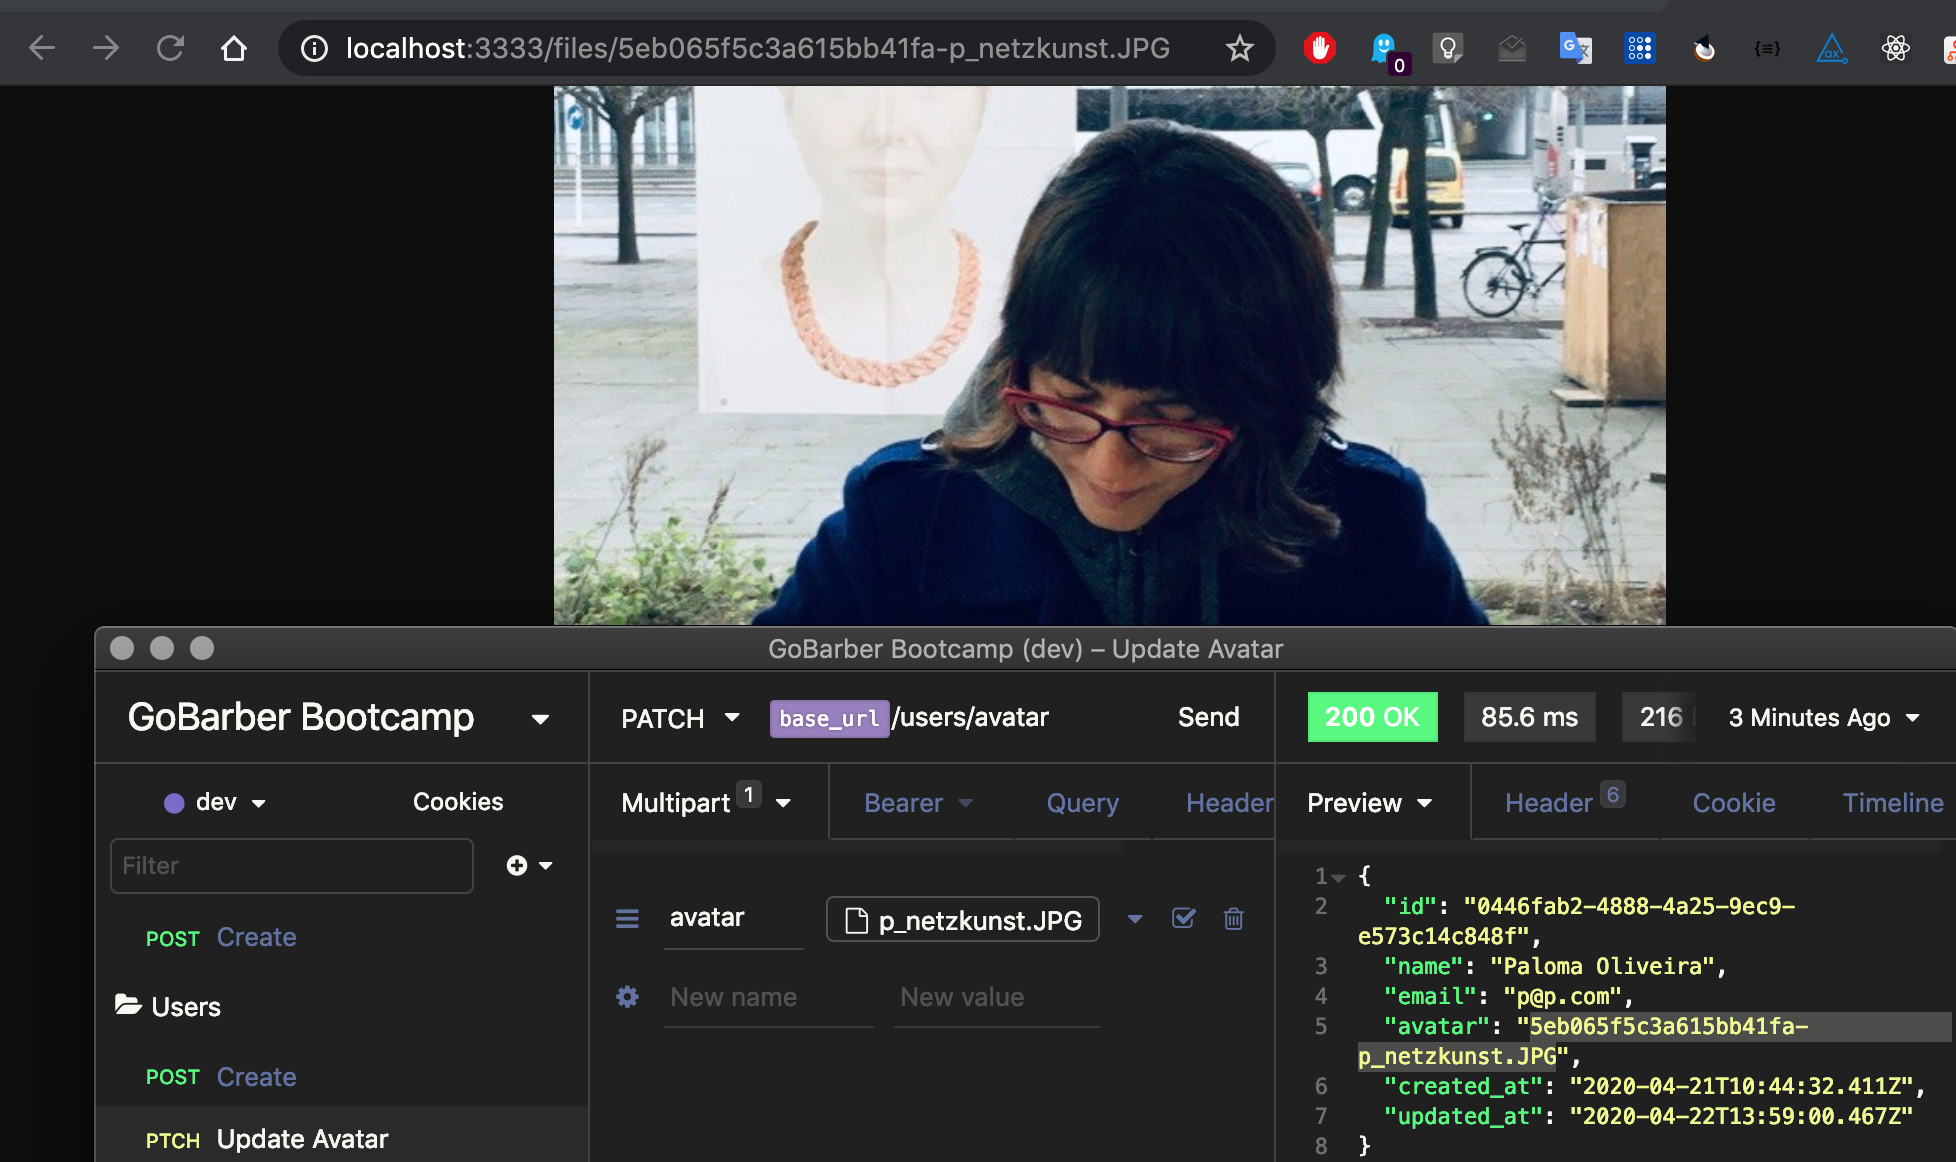 localhost:3333/files/5eb065f5c3a615bb41fa-p_netzkunst.JPG
0
GoBarber Bootcamp (dev) – Update Avatar
GoBarber Bootcamp
dev
Cookies
Filter
POST Create
Users
POST Create
PTCH Update Avatar
PATCH
base_url/users/avatar
Send
Multipart 1
Bearer
Query
Header
avatar
p_netzkunst.JPG
New name
New value
200 OK
85.6 ms
216
3 Minutes Ago
Preview
Header 6
Cookie
Timeline
1 {
2 "id": "0446fab2-4888-4a25-9ec9-
e573c14c848f",
3 "name": "Paloma Oliveira",
4 "email": "p@p.com",
5 "avatar": "5eb065f5c3a615bb41fa-
p_netzkunst.JPG",
6 "created_at": "2020-04-21T10:44:32.411Z",
7 "updated_at": "2020-04-22T13:59:00.467Z"
8 }